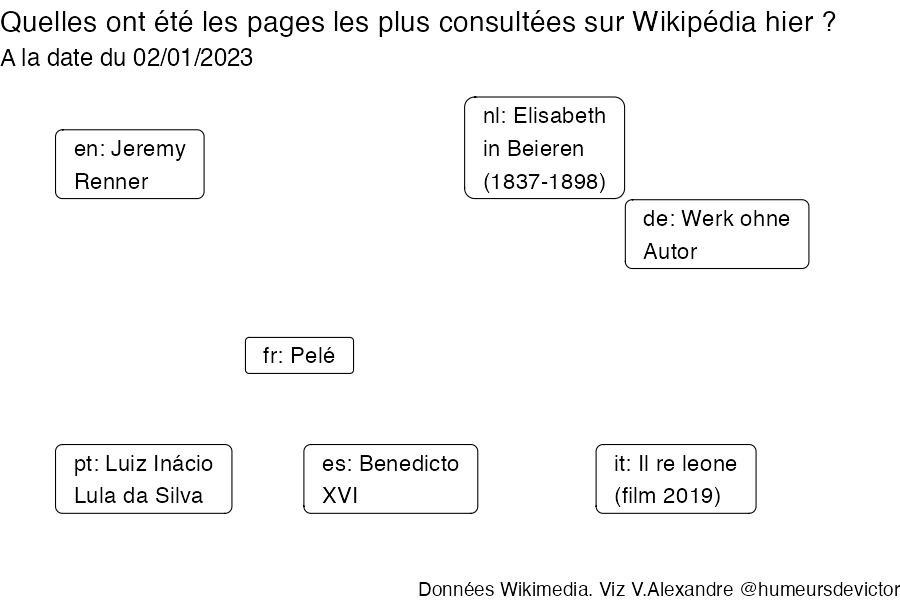 Quelles ont été les pages les plus consultées sur Wikipédia hier ?
A la date du 02/01/2023
nl: Elisabeth
in Beieren
(1837-1898)
en: Jeremy
Renner
de: Werk ohne
Autor
fr: Pelé
pt: Luiz Inácio
Lula da Silva
es: Benedicto
XVI
it: Il re leone
(film 2019)
Données Wikimedia. Viz V.Alexandre @humeursdevictor